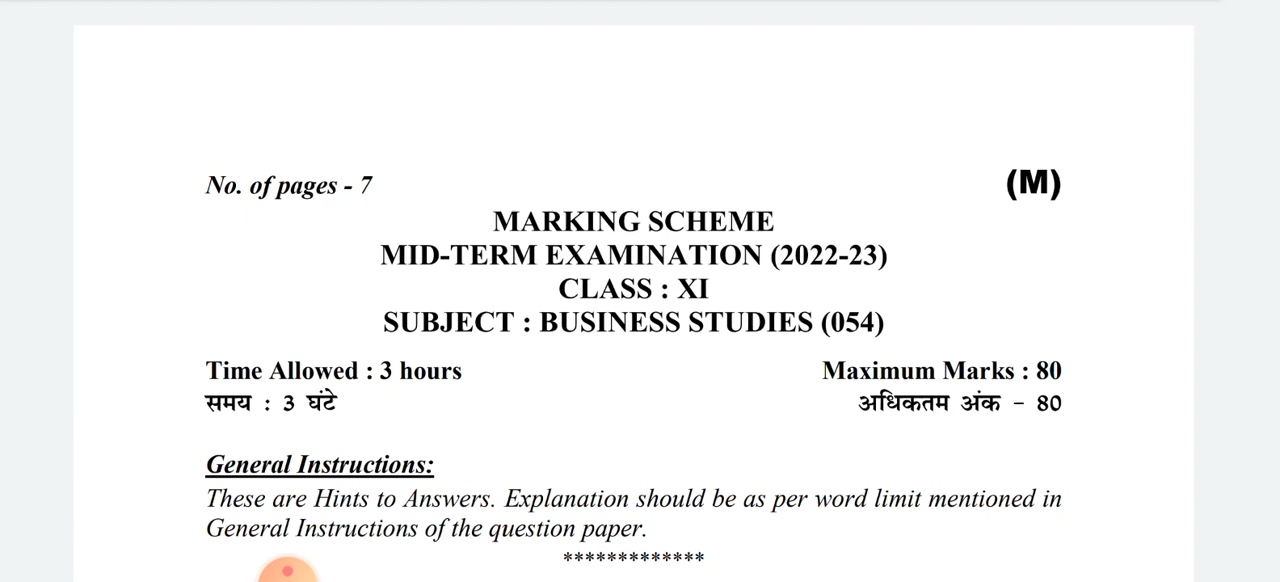 No. of pages - 7 (M)
MARKING SCHEME
MID-TERM EXAMINATION (2022-23)
CLASS : XI
SUBJECT : BUSINESS STUDIES (054)
Time Allowed : 3 hours Maximum Marks : 80
समय : 3 घंटे अधिकतम अंक - 80
General Instructions:
These are Hints to Answers. Explanation should be as per word limit mentioned in
General Instructions of the question paper.
*************